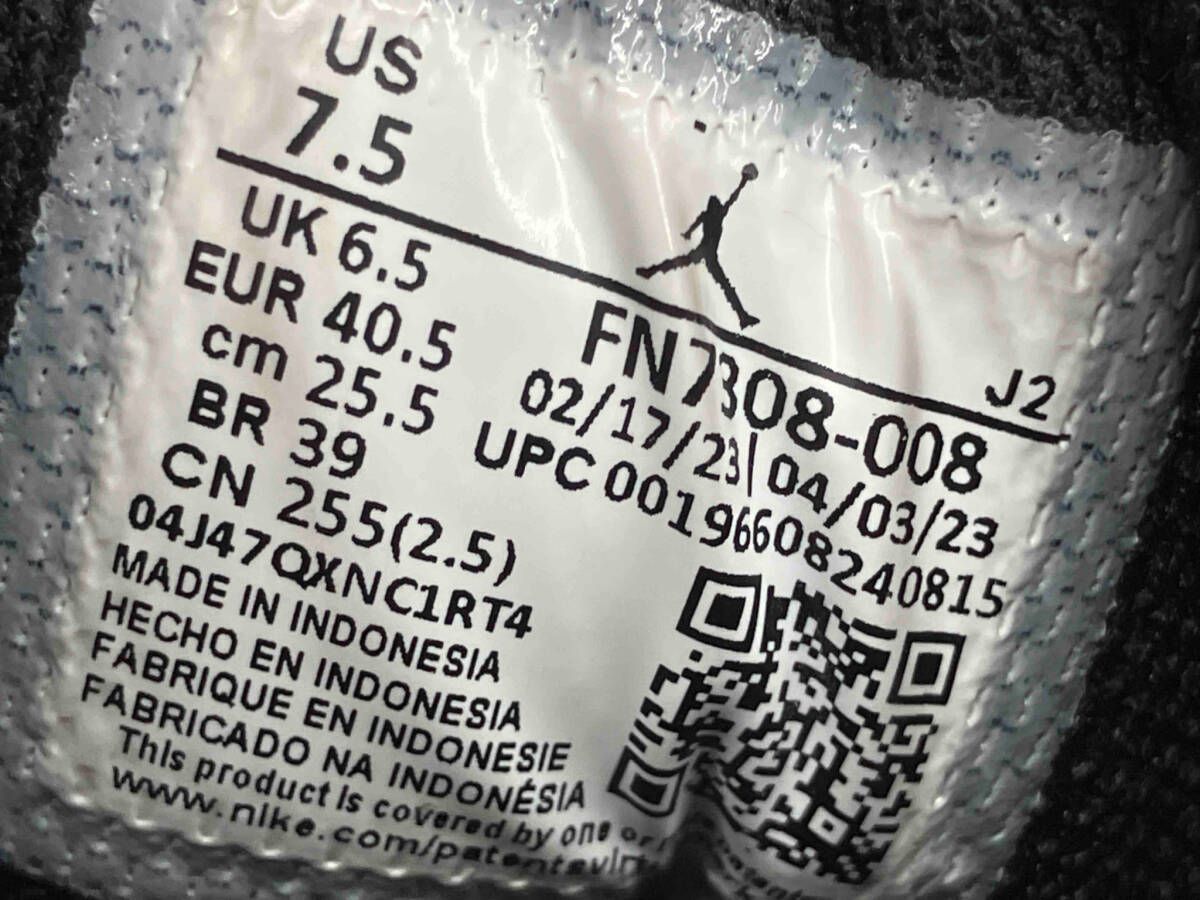 US
7.5
J2
UK 6.5
EUR 40.5
cm 25.5
BR 39
CN 255(2.5)
04J47QXNC1RT4
FN7308-008
02/17/23|04/03/23
UPC 00196608240815
MADE IN INDONESIA
HECHO EN INDONESIA
FABRIQUE EN INDONESIE
FABRICADO NA INDONÉSIA
This product is covered by one or
www.nike.com/patents